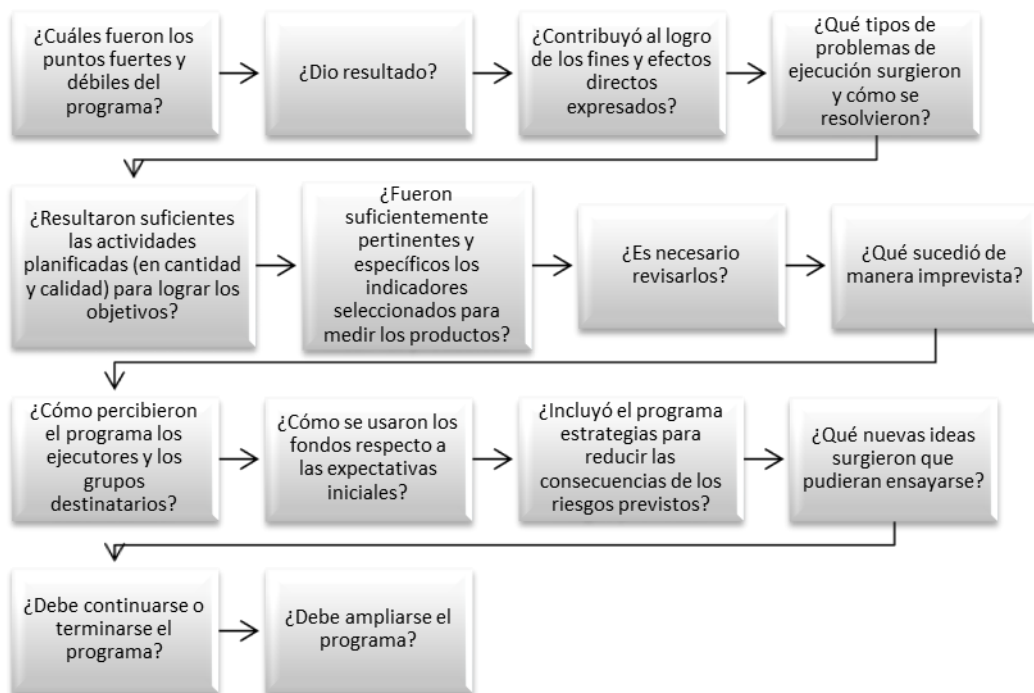 ¿Cuáles fueron los
puntos fuertes y
débiles del
programa?
¿Dio resultado?
¿Contribuyó al logro
de los fines y efectos
directos
expresados?
¿Qué tipos de
problemas de
ejecución surgieron
y cómo se
resolvieron?
¿Resultaron suficientes
las actividades
planificadas (en cantidad
y calidad) para lograr los
objetivos?
¿Fueron
suficientemente
pertinentes y
específicos los
indicadores
seleccionados para
medir los productos?
¿Es necesario
revisarlos?
¿Qué sucedió de
manera imprevista?
¿Cómo percibieron
el programa los
ejecutores y los
grupos
destinatarios?
¿Cómo se usaron los
fondos respecto a
las expectativas
iniciales?
¿Incluyó el programa
estrategias para
reducir las
consecuencias de los
riesgos previstos?
¿Qué nuevas ideas
surgieron que
pudieran ensayarse?
¿Debe continuarse o
terminarse el
programa?
¿Debe ampliarse el
programa?